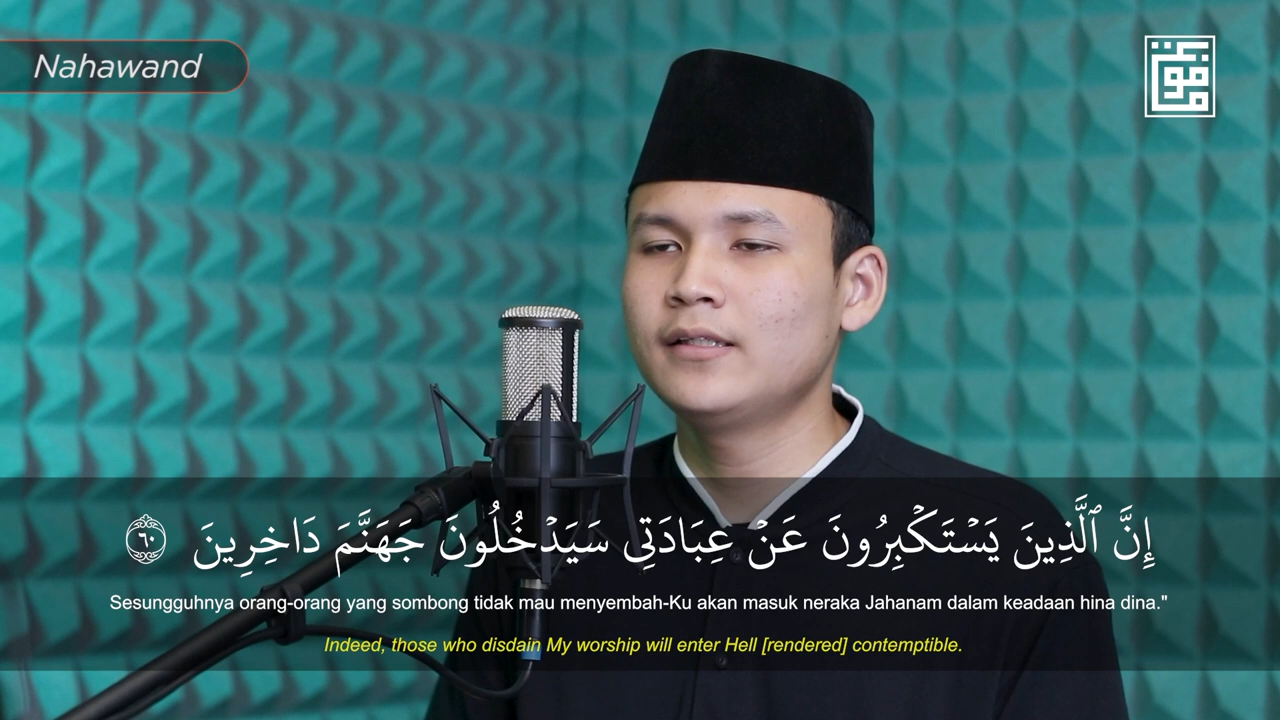 Nahawand
إِنَّ ٱلَّذِينَ يَسْتَكْبِرُونَ عَنْ عِبَادَتِى سَيَدْخُلُونَ جَهَنَّمَ دَاخِرِينَ ٦٠
Sesungguhnya orang-orang yang sombong tidak mau menyembah-Ku akan masuk neraka Jahanam dalam keadaan hina dina."
Indeed, those who disdain My worship will enter Hell [rendered] contemptible.